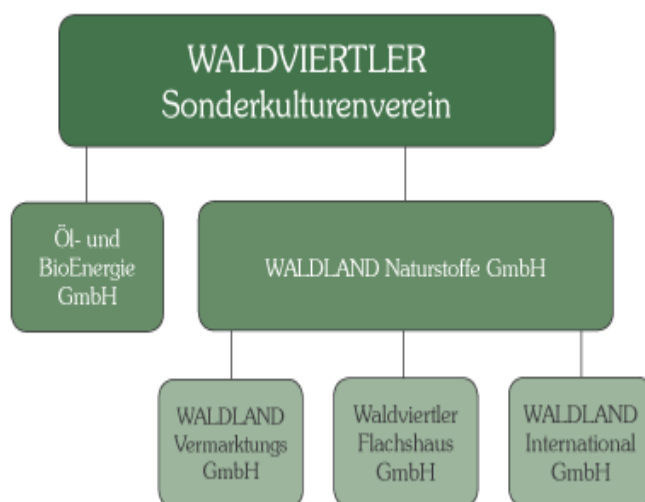 WALDVIERTLER
Sonderkulturenverein
Öl- und
BioEnergie
GmbH
WALDLAND Naturstoffe GmbH
WALDLAND
Vermarktungs
GmbH
Waldviertler
Flachshaus
GmbH
WALDLAND
International
GmbH